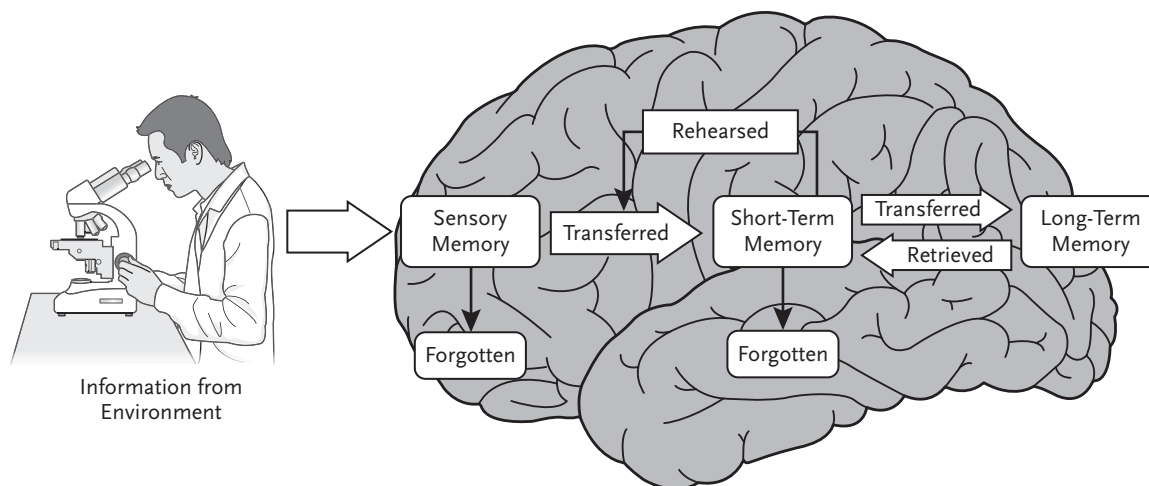 Rehearsed
Sensory
Memory
Transferred
Short-Term
Memory
Transferred
Retrieved
Long-Term
Memory
Forgotten
Forgotten
Information from
Environment